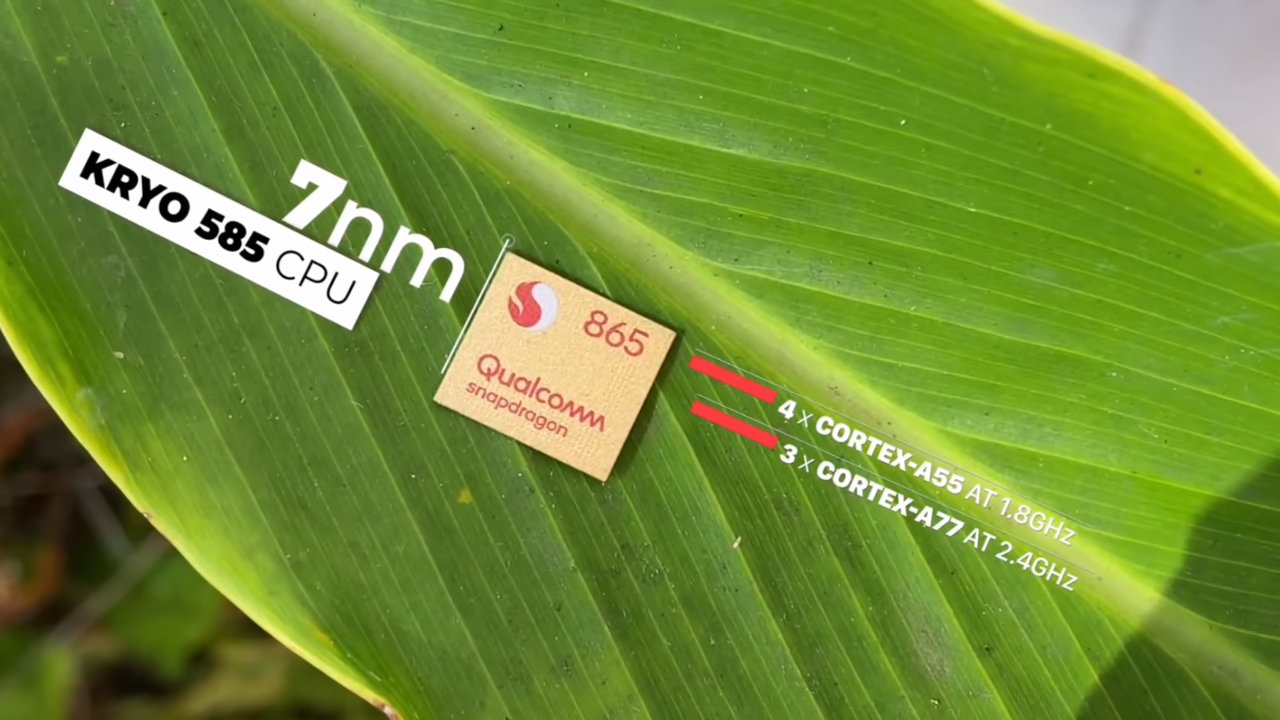 KRYO 585 CPU
7nm
865
Qualcomm
snapdragon
4 x CORTEX-A55 AT 1.8GHz
3 x CORTEX-A77 AT 2.4GHz